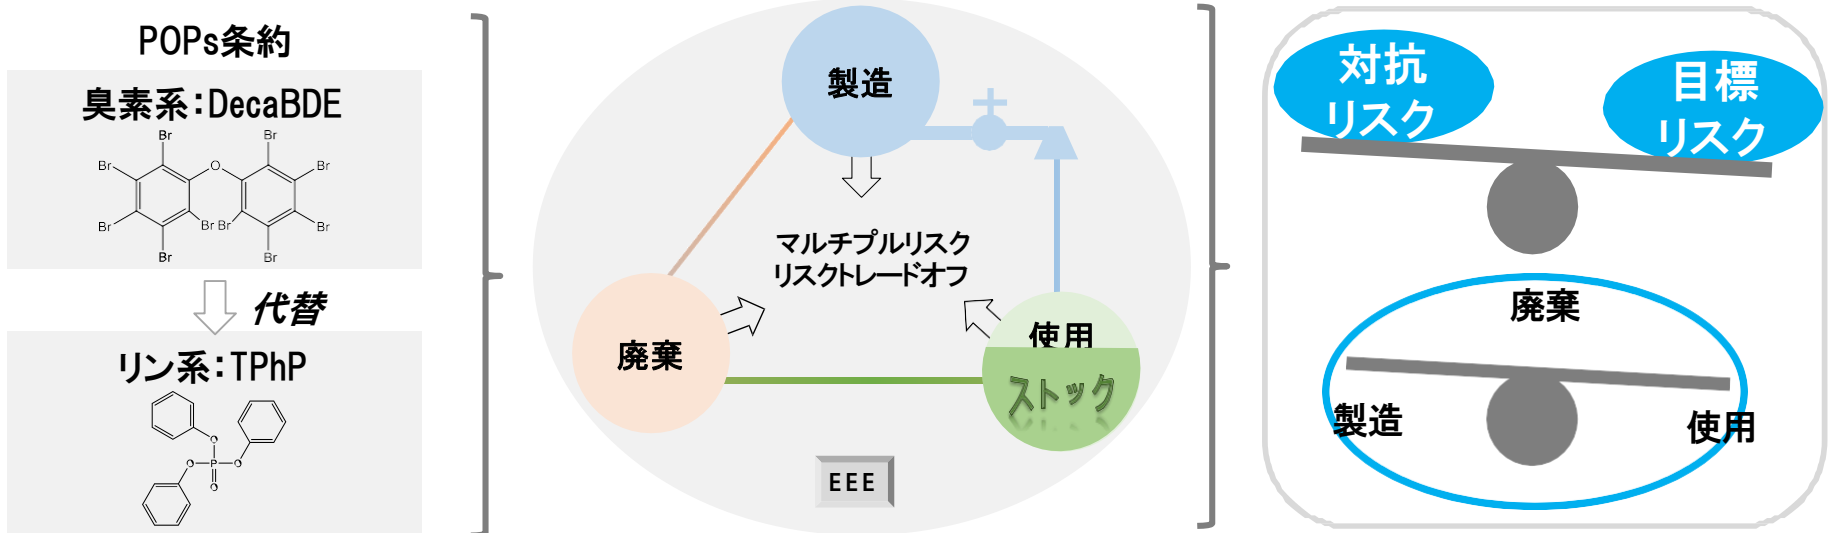 POPs条約
臭素系：DecaBDE
Br
Br
Br
O
Br
Br
Br
Br
Br
Br
Br
Br
代替
リン系：TPhP
O
O
P
O
O
製造
マルチプルリスク
リスクトレードオフ
廃棄
使用
ストック
EEE
対抗
リスク
目標
リスク
廃棄
製造
使用